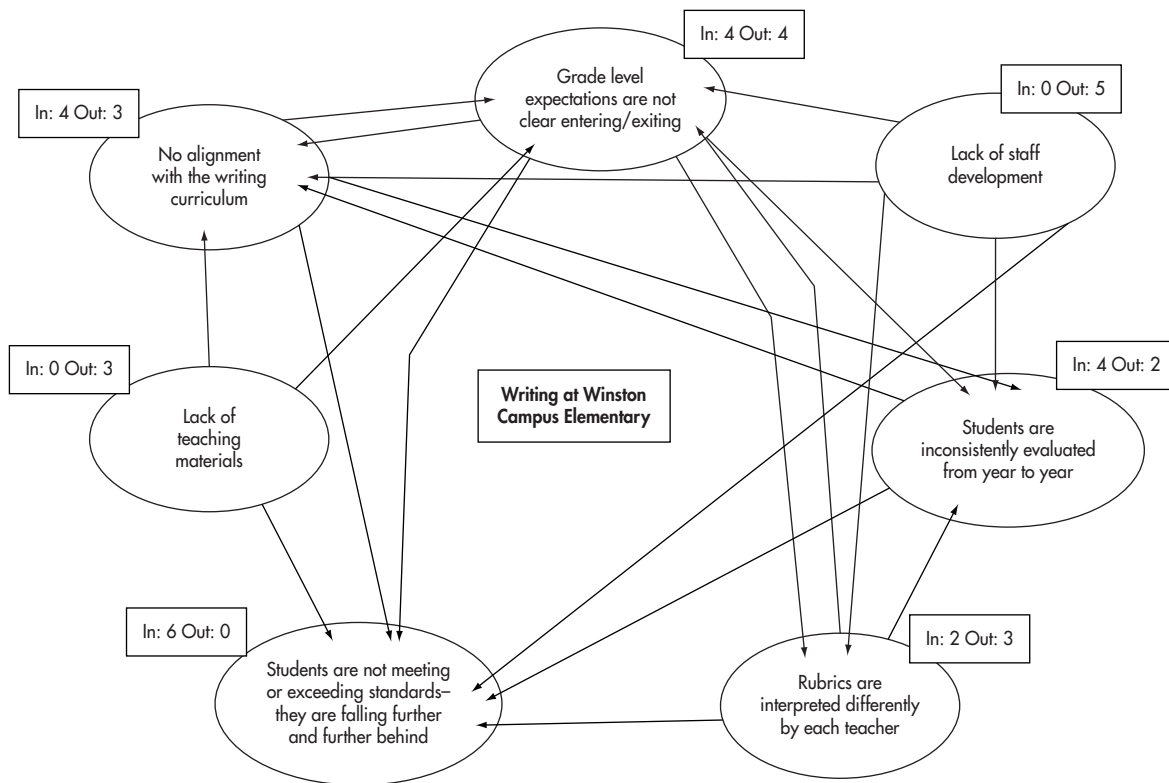 In: 4 Out: 4
Grade level
expectations are not
clear entering/exiting
In: 4 Out: 3
No alignment
with the writing
curriculum
In: 0 Out: 5
Lack of staff
development
In: 0 Out: 3
Lack of
teaching
materials
Writing at Winston
Campus Elementary
In: 4 Out: 2
Students are
inconsistently evaluated
from year to year
In: 6 Out: 0
Students are not meeting
or exceeding standards–
they are falling further
and further behind
In: 2 Out: 3
Rubrics are
interpreted differently
by each teacher